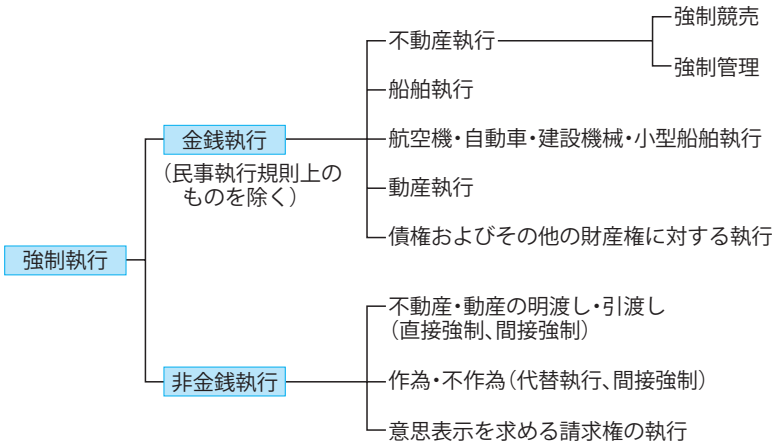 強制執行
金銭執行
（民事執行規則上の
ものを除く）
不動産執行
強制競売
強制管理
船舶執行
航空機・自動車・建設機械・小型船舶執行
動産執行
債権およびその他の財産権に対する執行
非金銭執行
不動産・動産の明渡し・引渡し
（直接強制、間接強制）
作為・不作為（代替執行、間接強制）
意思表示を求める請求権の執行